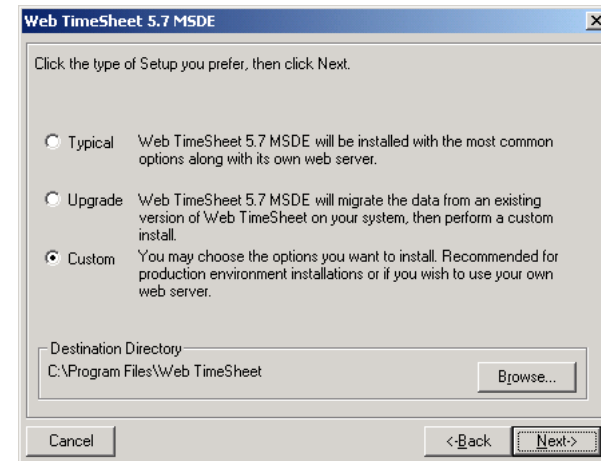 Web TimeSheet 5.7 MSDE
Click the type of Setup you prefer, then click Next.
Typical
Web TimeSheet 5.7 MSDE will be installed with the most common
options along with its own web server.
Upgrade
Web TimeSheet 5.7 MSDE will migrate the data from an existing
version of Web TimeSheet on your system, then perform a custom
install.
Custom
You may choose the options you want to install. Recommended for
production environment installations or if you wish to use your own
web server.
Destination Directory
C:\Program Files\Web TimeSheet
Browse...
Cancel
<-Back
Next->